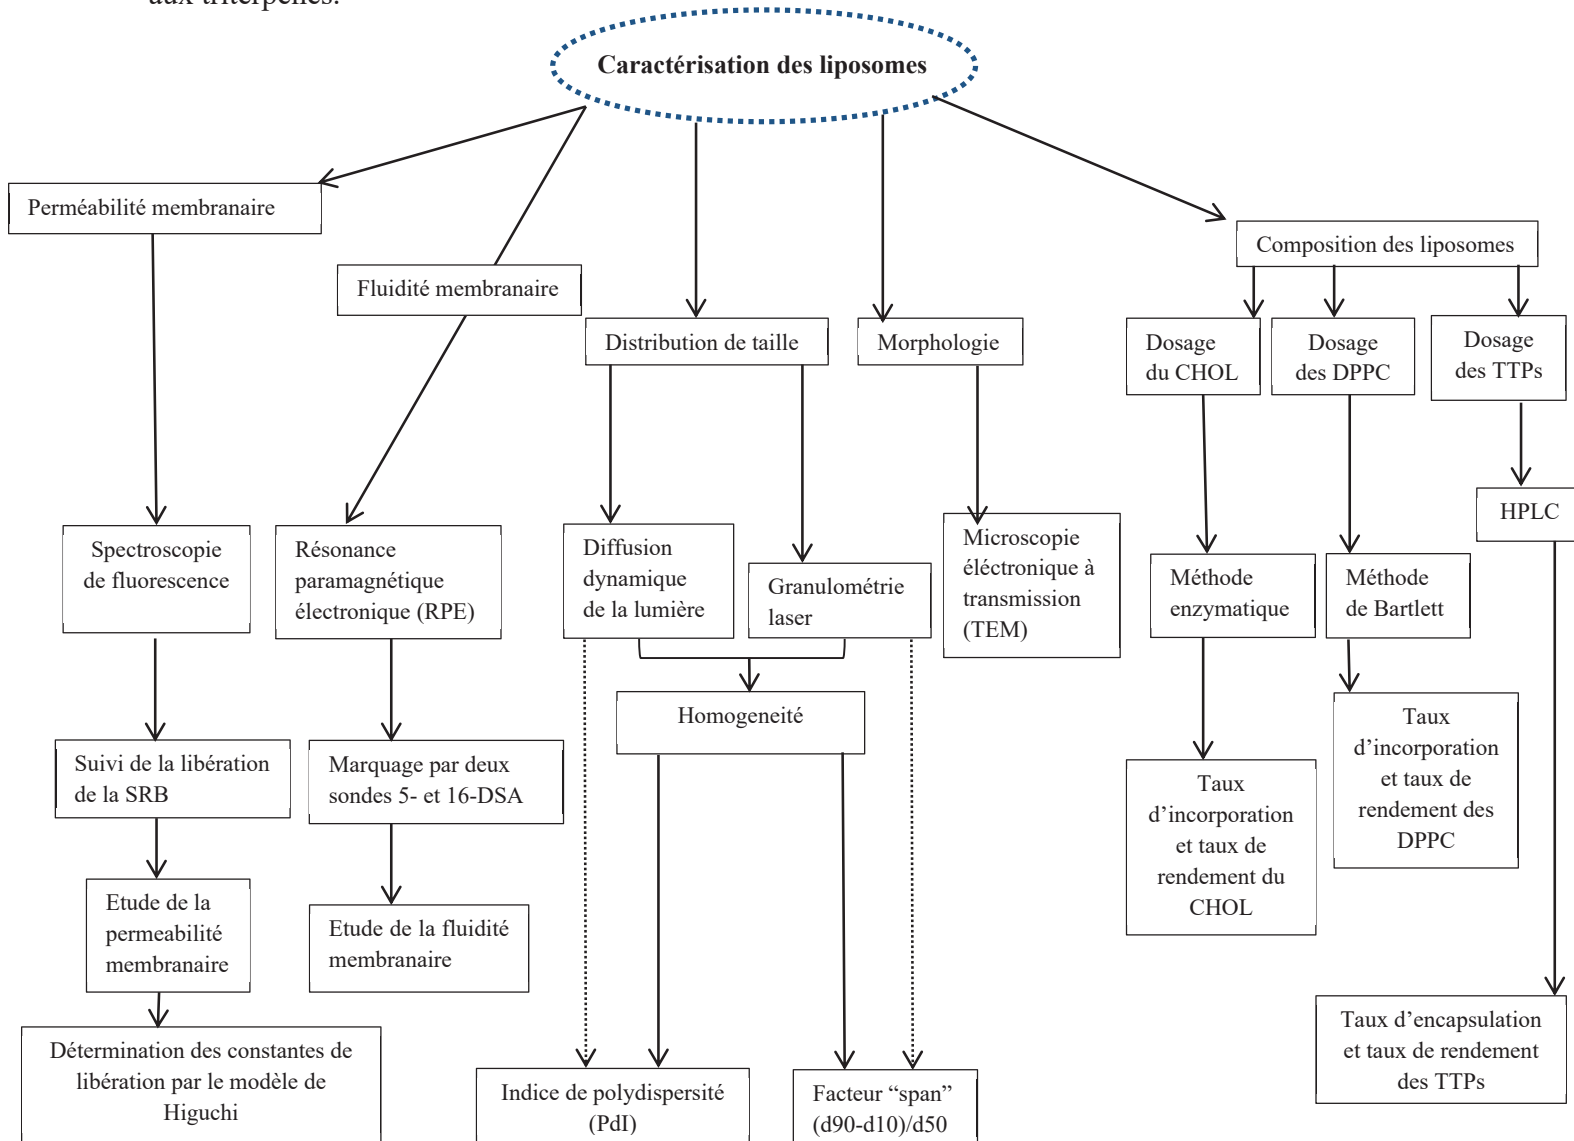 aux triterpènes.
Caractérisation des liposomes
Perméabilité membranaire
Composition des liposomes
Fluidité membranaire
Distribution de taille
Morphologie
Dosage
du CHOL
Dosage
des DPPC
Dosage
des TTPs
HPLC
Spectroscopie
de fluorescence
Résonance
paramagnétique
électronique (RPE)
Diffusion
dynamique
de la lumière
Granulométrie
laser
Microscopie
éléctronique à
transmission
(TEM)
Méthode
enzymatique
Méthode
de Bartlett
Homogeneité
Suivi de la libération
de la SRB
Marquage par deux
sondes 5- et 16-DSA
Taux
d’incorporation
et taux de
rendement du
CHOL
Taux
d’incorporation
et taux de
rendement des
DPPC
Etude de la
permeabilité
membranaire
Etude de la fluidité
membranaire
Taux d’encapsulation
et taux de rendement
des TTPs
Détermination des constantes de
libération par le modèle de
Higuchi
Indice de polydispersité
(PdI)
Facteur “span”
(d90-d10)/d50